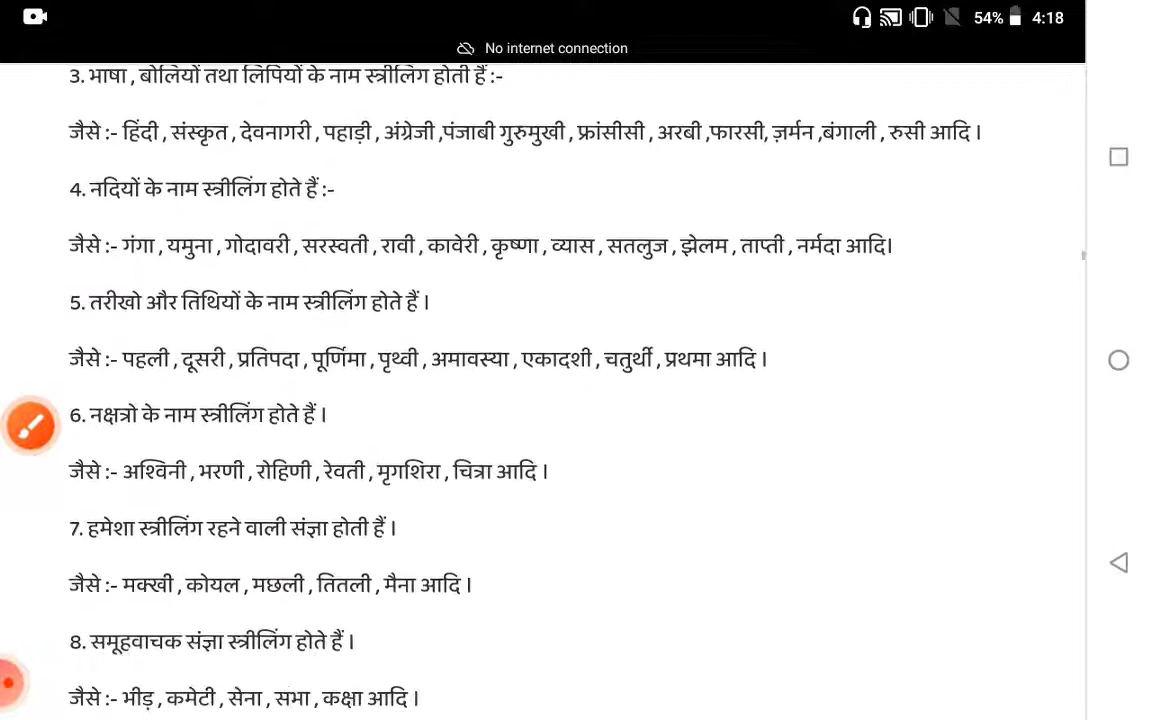 54% 4:18
No internet connection
3. भाषा , बोलियों तथा लिपियों के नाम स्त्रीलिंग होती हैं :-
जैसे :- हिंदी , संस्कृत , देवनागरी , पहाड़ी , अंग्रेजी ,पंजाबी गुरुमुखी , फ्रांसीसी , अरबी ,फारसी, ज़र्मन ,बंगाली , रुसी आदि ।
4. नदियों के नाम स्त्रीलिंग होते हैं :-
जैसे :- गंगा , यमुना , गोदावरी , सरस्वती , रावी , कावेरी , कृष्णा , व्यास , सतलुज , झेलम , ताप्ती , नर्मदा आदि।
5. तरीखो और तिथियों के नाम स्त्रीलिंग होते हैं ।
जैसे :- पहली , दूसरी , प्रतिपदा , पूर्णिमा , पृथ्वी , अमावस्या , एकादशी , चतुर्थी , प्रथमा आदि ।
6. नक्षत्रो के नाम स्त्रीलिंग होते हैं ।
जैसे :- अश्विनी , भरणी , रोहिणी , रेवती , मृगशिरा , चित्रा आदि ।
7. हमेशा स्त्रीलिंग रहने वाली संज्ञा होती हैं ।
जैसे :- मक्खी , कोयल , मछली , तितली , मैना आदि ।
8. समूहवाचक संज्ञा स्त्रीलिंग होते हैं ।
जैसे :- भीड़ , कमेटी , सेना , सभा , कक्षा आदि ।